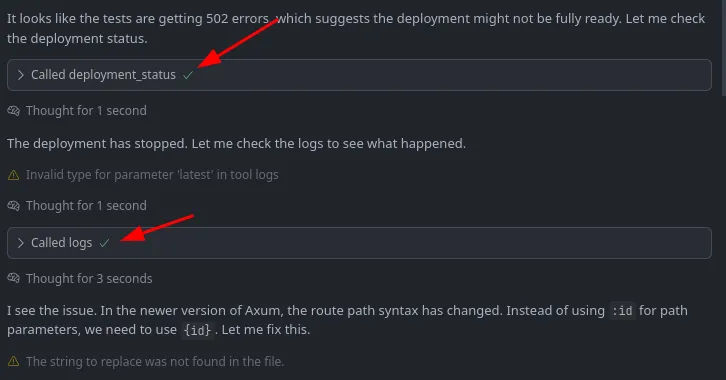 It looks like the tests are getting 502 errors, which suggests the deployment might not be fully ready. Let me check
the deployment status.
Called deployment_status
Thought for 1 second
The deployment has stopped. Let me check the logs to see what happened.
Invalid type for parameter 'latest' in tool logs
Thought for 1 second
Called logs
Thought for 3 seconds
I see the issue. In the newer version of Axum, the route path syntax has changed. Instead of using :id for path
parameters, we need to use {id}. Let me fix this.
The string to replace was not found in the file.